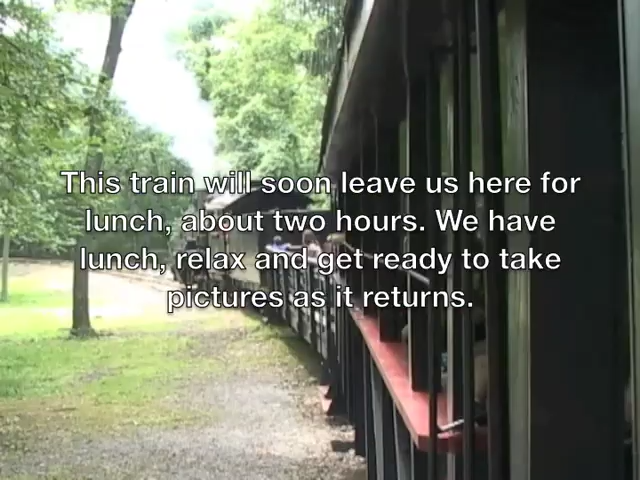 This train will soon leave us here for
lunch, about two hours. We have
lunch, relax and get ready to take
pictures as it returns.